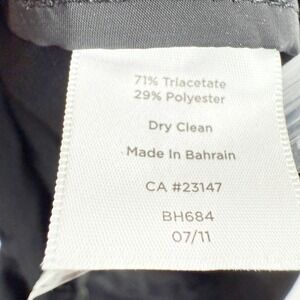 71% Triacetate
29% Polyester
Dry Clean
Made In Bahrain
CA #23147
BH684
07/11